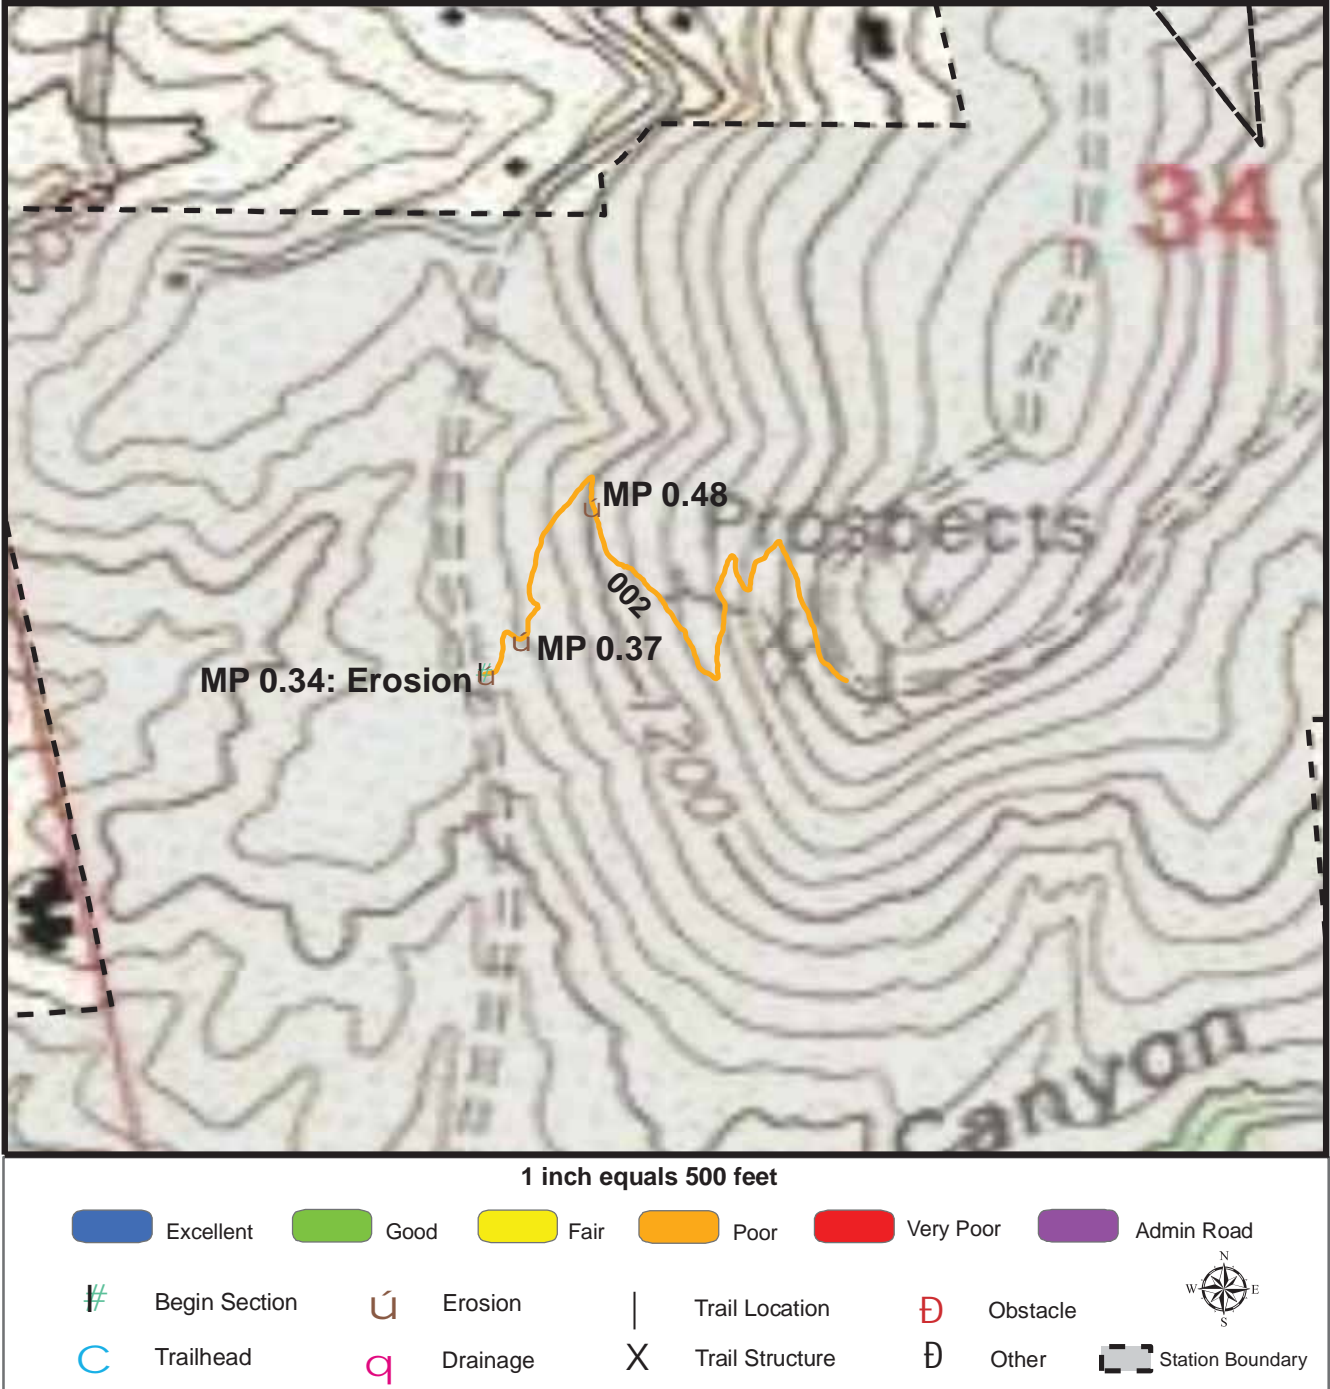 34
MP 0.48
Prospects
002
MP 0.37
MP 0.34: Erosion
ú
ú
ú
1200
Canyon
1 inch equals 500 feet
Excellent Good Fair Poor Very Poor Admin Road
N
W E
S
# Begin Section ú Erosion | Trail Location Ð Obstacle
C Trailhead q Drainage X Trail Structure Ð Other Station Boundary